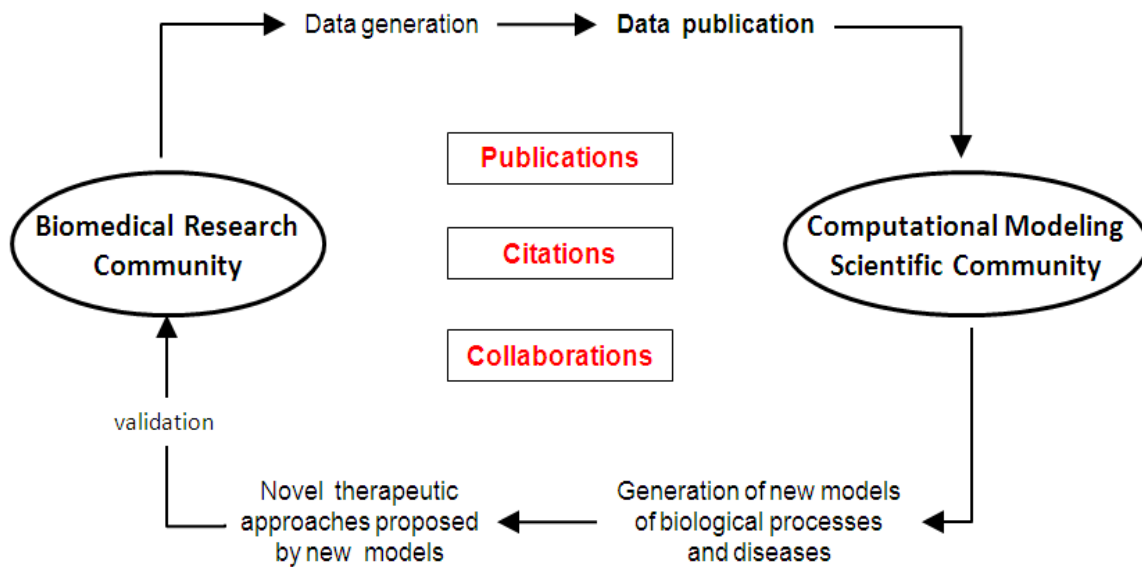 Data generation
Data publication
Publications
Biomedical Research
Community
Citations
Computational Modeling
Scientific Community
Collaborations
validation
Novel therapeutic
approaches proposed
by new models
Generation of new models
of biological processes
and diseases